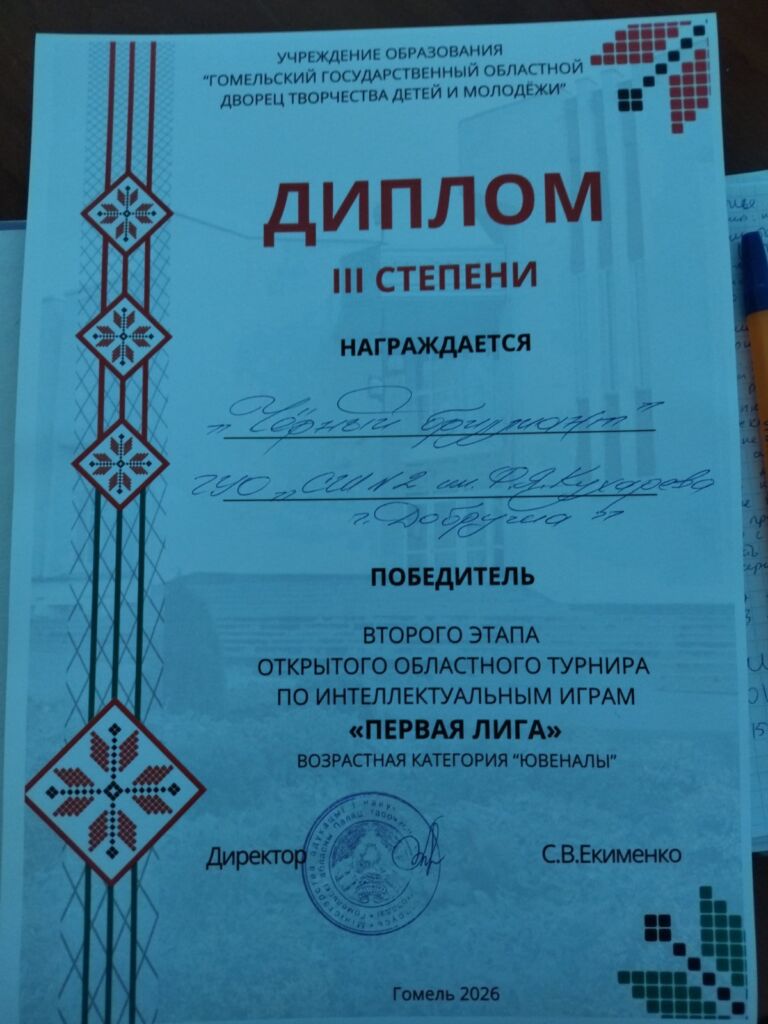 УЧРЕЖДЕНИЕ ОБРАЗОВАНИЯ
“ГОМЕЛЬСКИЙ ГОСУДАРСТВЕННЫЙ ОБЛАСТНОЙ
ДВОРЕЦ ТВОРЧЕСТВА ДЕТЕЙ И МОЛОДЁЖИ”
ДИПЛОМ
III СТЕПЕНИ
НАГРАЖДАЕТСЯ
„Чёрный бриллиант”
ГУО „СШ №2 им. Ф.Я.Кухарева
г. Добруша”
ПОБЕДИТЕЛЬ
ВТОРОГО ЭТАПА
ОТКРЫТОГО ОБЛАСТНОГО ТУРНИРА
ПО ИНТЕЛЛЕКТУАЛЬНЫМ ИГРАМ
«ПЕРВАЯ ЛИГА»
ВОЗРАСТНАЯ КАТЕГОРИЯ “ЮВЕНАЛЫ”
Директор С.В.Екименко
Гомель 2026